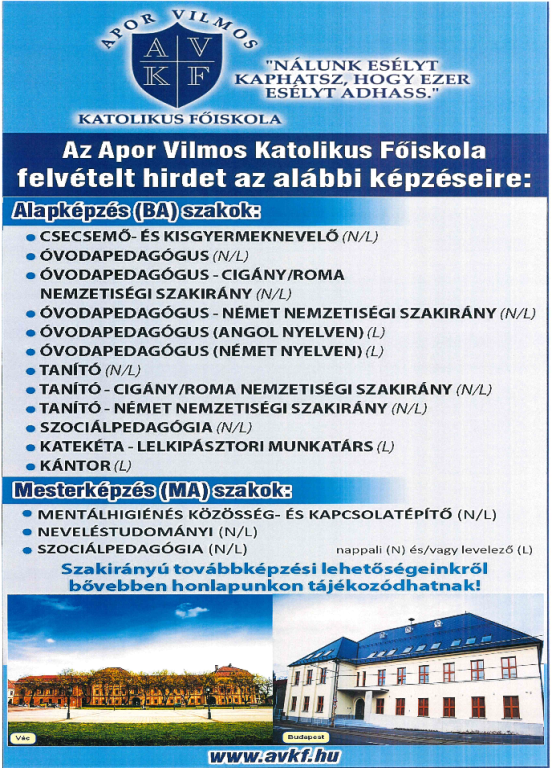 APOR VILMOS
AV
KF
KATOLIKUS FŐISKOLA
"NÁLUNK ESÉLYT
KAPHATSZ, HOGY EZER
ESÉLYT ADHASS."
Az Apor Vilmos Katolikus Főiskola
felvételt hirdet az alábbi képzéseire:
Alapképzés (BA) szakok:
• CSECSEMŐ- ÉS KISGYERMEKNEVELŐ (N/L)
• ÓVODAPEDAGÓGUS (N/L)
• ÓVODAPEDAGÓGUS - CIGÁNY/ROMA
NEMZETISÉGI SZAKIRÁNY (N/L)
• ÓVODAPEDAGÓGUS - NÉMET NEMZETISÉGI SZAKIRÁNY (N/L)
• ÓVODAPEDAGÓGUS (ANGOL NYELVEN) (L)
• ÓVODAPEDAGÓGUS (NÉMET NYELVEN) (L)
• TANÍTÓ (N/L)
• TANÍTÓ - CIGÁNY/ROMA NEMZETISÉGI SZAKIRÁNY (N/L)
• TANÍTÓ - NÉMET NEMZETISÉGI SZAKIRÁNY (N/L)
• SZOCIÁLPEDAGÓGIA (N/L)
• KATEKÉTA - LELKIPÁSZTORI MUNKATÁRS (L)
• KÁNTOR (L)
Mesterképzés (MA) szakok:
• MENTÁLHIGIÉNÉS KÖZÖSSÉG- ÉS KAPCSOLATÉPÍTŐ (N/L)
• NEVELÉSTUDOMÁNYI (N/L)
• SZOCIÁLPEDAGÓGIA (N/L)
nappali (N) és/vagy levelező (L)
Szakirányú továbbképzési lehetőségeinkről
bővebben honlapunkon tájékozódhatnak!
Vác
Budapest
www.avkf.hu